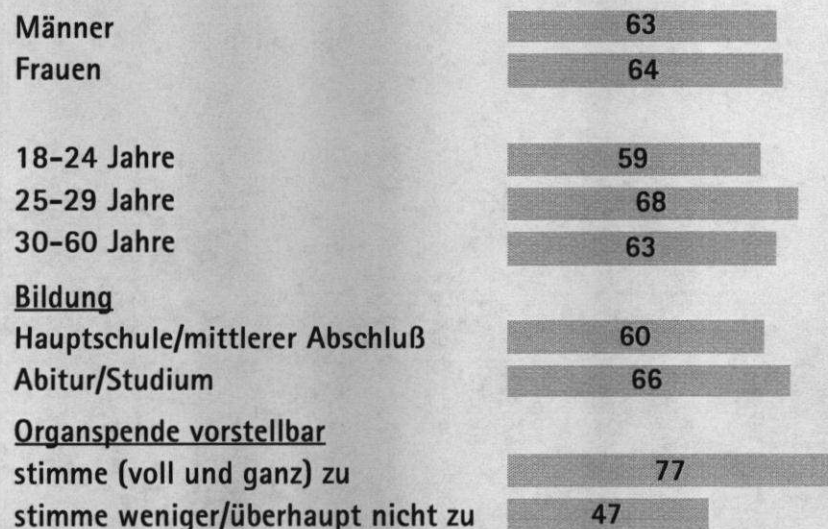 Männer 63
Frauen 64
18-24 Jahre 59
25-29 Jahre 68
30-60 Jahre 63
Bildung
Hauptschule/mittlerer Abschluß 60
Abitur/Studium 66
Organspende vorstellbar
stimme (voll und ganz) zu 77
stimme weniger/überhaupt nicht zu 47